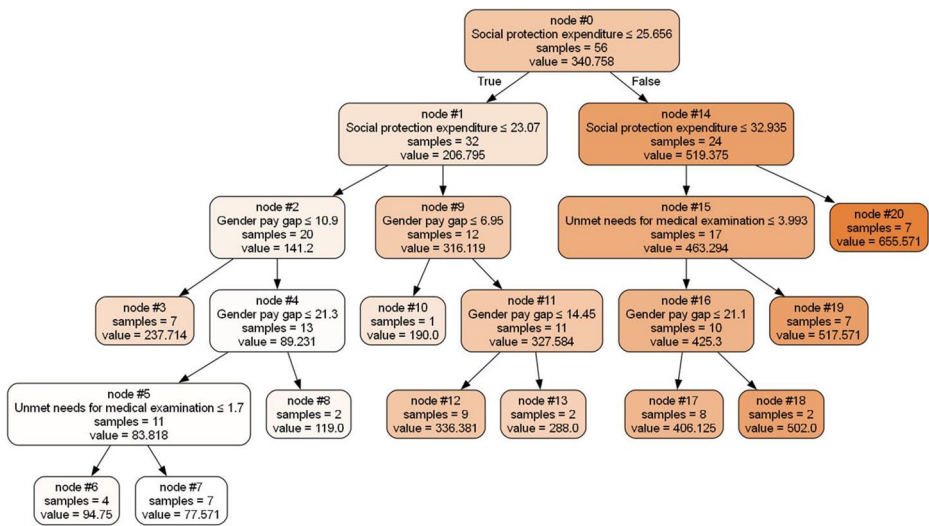 node #0
Social protection expenditure ≤ 25.656
samples = 56
value = 340.758
True
False
node #1
Social protection expenditure ≤ 23.07
samples = 32
value = 206.795
node #14
Social protection expenditure ≤ 32.935
samples = 24
value = 519.375
node #2
Gender pay gap ≤ 10.9
samples = 20
value = 141.2
node #9
Gender pay gap ≤ 6.95
samples = 12
value = 316.119
node #15
Unmet needs for medical examination ≤ 3.993
samples = 17
value = 463.294
node #20
samples = 7
value = 655.571
node #3
samples = 7
value = 237.714
node #4
Gender pay gap ≤ 21.3
samples = 13
value = 89.231
node #10
samples = 1
value = 190.0
node #11
Gender pay gap ≤ 14.45
samples = 11
value = 327.584
node #16
Gender pay gap ≤ 21.1
samples = 10
value = 425.3
node #19
samples = 7
value = 517.571
node #5
Unmet needs for medical examination ≤ 1.7
samples = 11
value = 83.818
node #8
samples = 2
value = 119.0
node #12
samples = 9
value = 336.381
node #13
samples = 2
value = 288.0
node #17
samples = 8
value = 406.125
node #18
samples = 2
value = 502.0
node #6
samples = 4
value = 94.75
node #7
samples = 7
value = 77.571